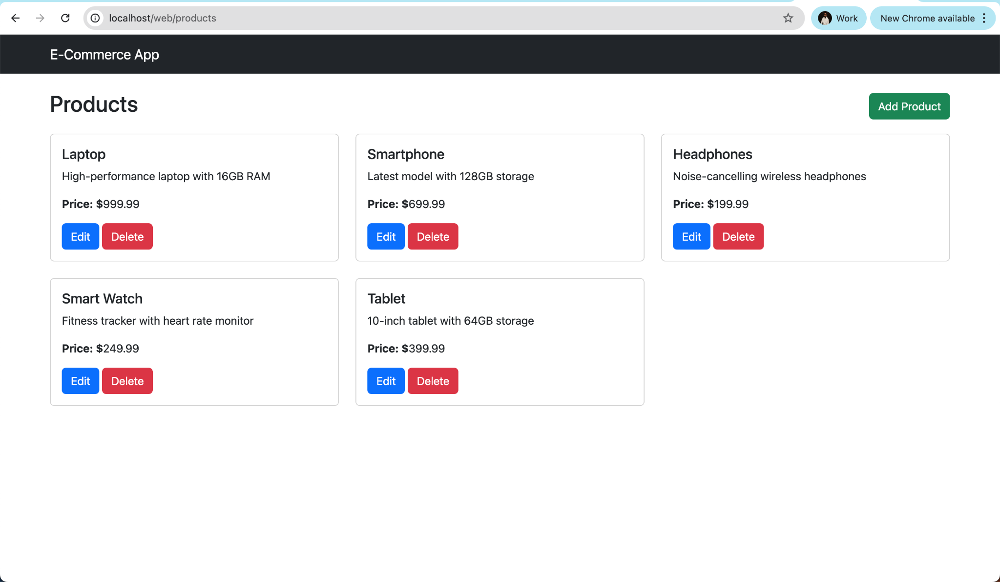 localhost/web/products
Work
New Chrome available
E-Commerce App
Products
Add Product
Laptop
High-performance laptop with 16GB RAM
Price: $999.99
Edit
Delete
Smartphone
Latest model with 128GB storage
Price: $699.99
Edit
Delete
Headphones
Noise-cancelling wireless headphones
Price: $199.99
Edit
Delete
Smart Watch
Fitness tracker with heart rate monitor
Price: $249.99
Edit
Delete
Tablet
10-inch tablet with 64GB storage
Price: $399.99
Edit
Delete